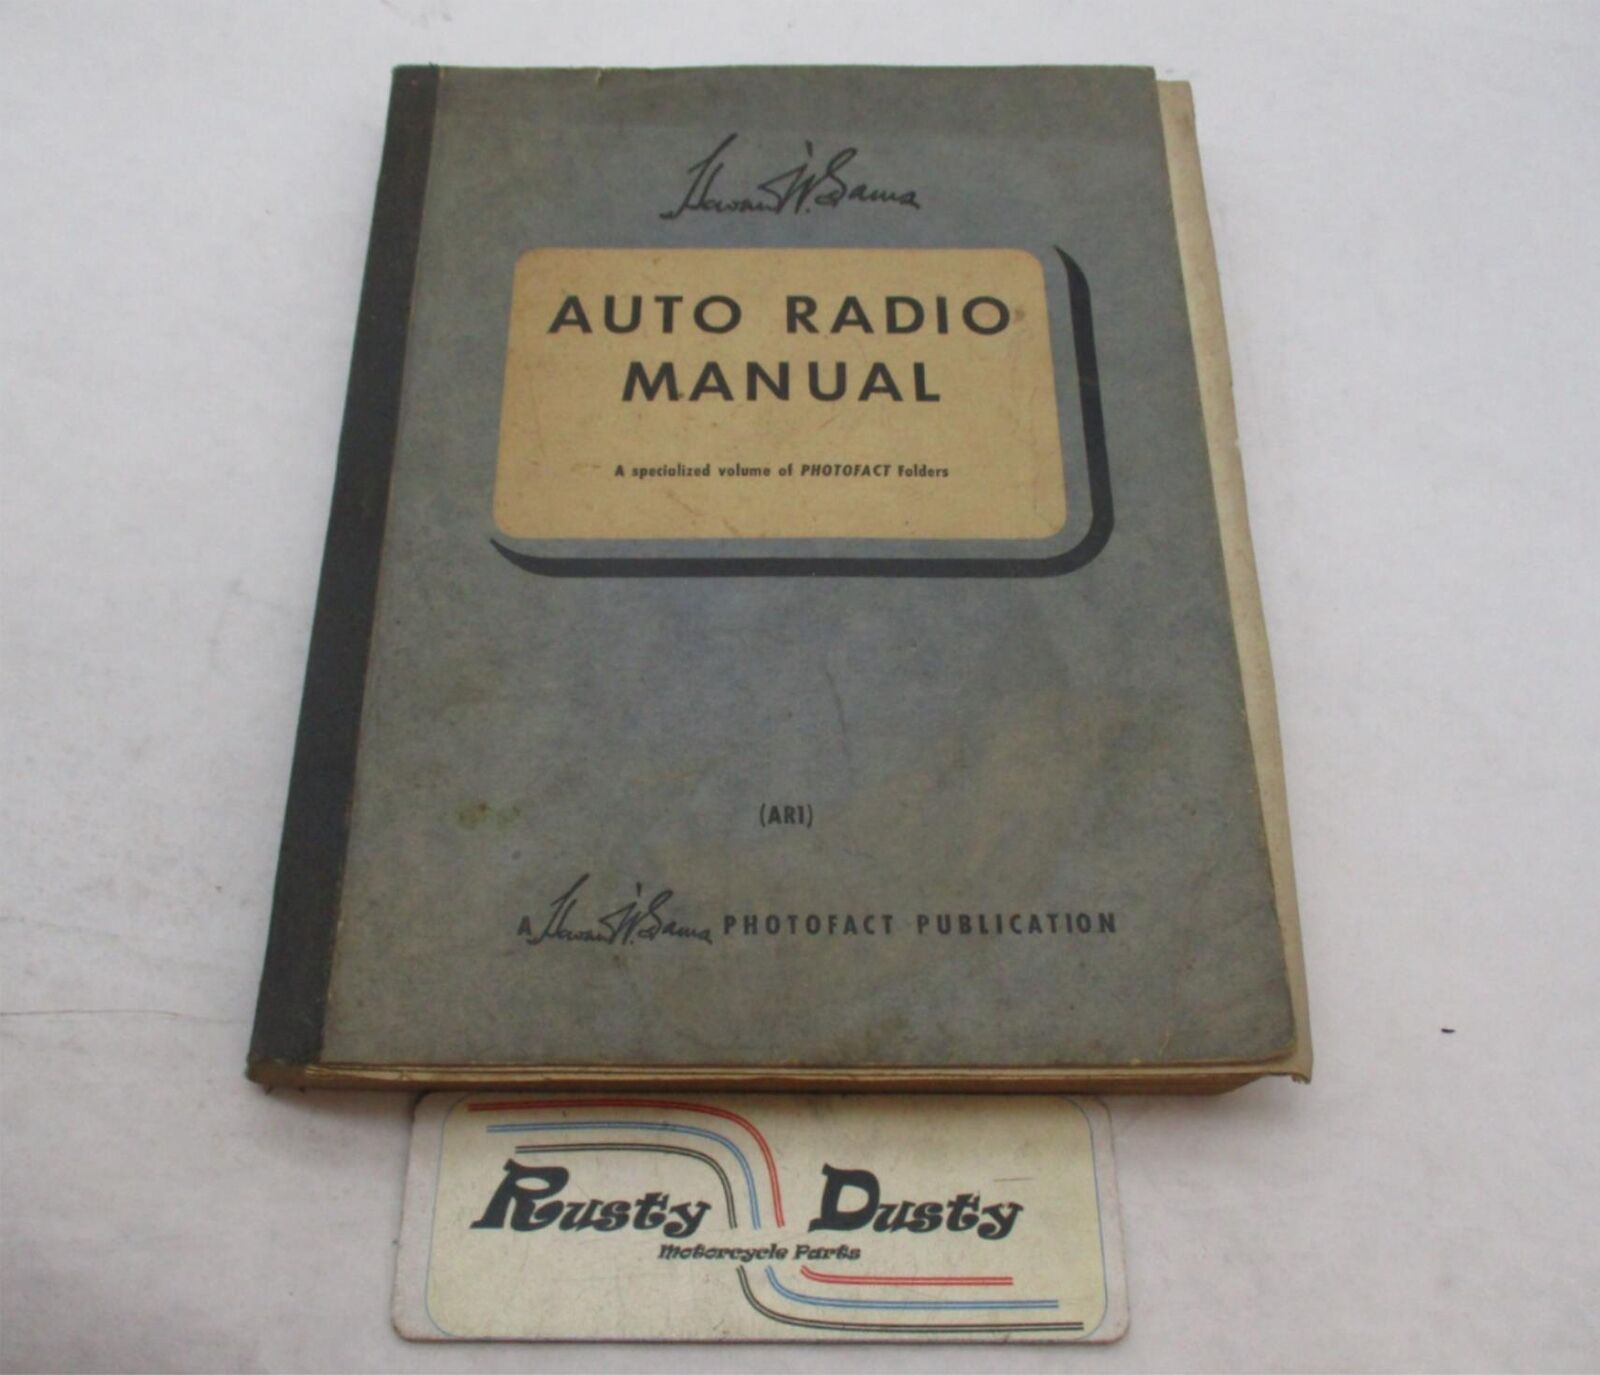 Howard W. Sams
AUTO RADIO
MANUAL
A specialized volume of PHOTOFACT Folders
(AR1)
A Howard W. Sams PHOTOFACT PUBLICATION
Rusty Dusty
Motorcycle Parts